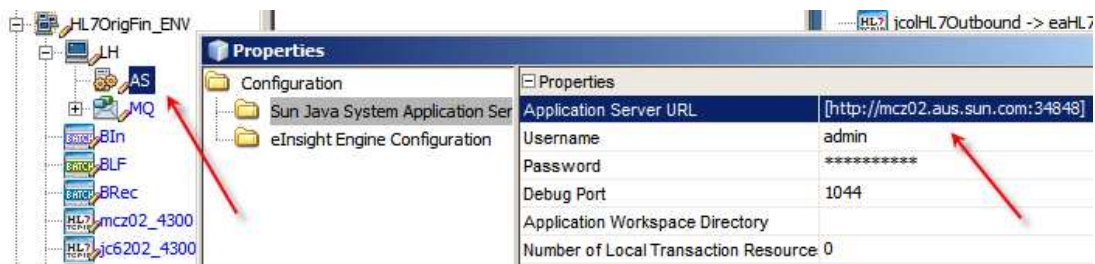 HL7OrigFin_ENV
LH
AS
MQ
BIn
BLF
BRec
mcz02_4300
jc6202_4300
jcolHL7Outbound -> eaHL7
Properties
Configuration
Sun Java System Application Ser
eInsight Engine Configuration
Properties
Application Server URL [http://mcz02.aus.sun.com:34848]
Username admin
Password **********
Debug Port 1044
Application Workspace Directory
Number of Local Transaction Resource 0